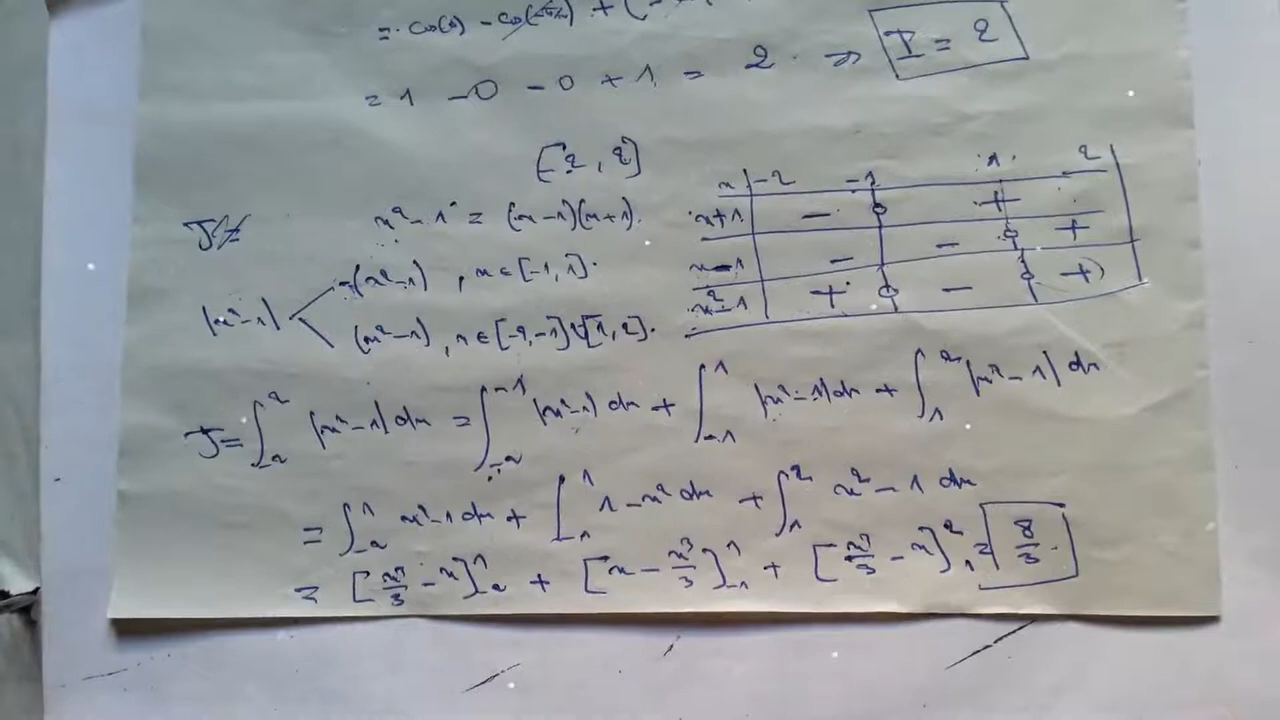 = cos(0) - cos(-π/2) + (
= 1 - 0 - 0 + 1 = 2 ⇒ I = 2
[-2, 2]
J/= x² - 1 = (x-1)(x+1).
x | -2 -1 1 2
x+1 | - 0 + 
x-1 | - - 0 +
x²-1 | + 0 - 0 +
|x²-1| -(x²-1), x ∈ [-1, 1].
(x²-1), x ∈ [-2, -1] ∪ [1, 2].
J = ∫_{-2}^{2} |x²-1| dx = ∫_{-2}^{-1} |x²-1| dx + ∫_{-1}^{1} |x²-1| dx + ∫_{1}^{2} |x²-1| dx
= ∫_{-2}^{1} x²-1 dx + ∫_{-1}^{1} 1-x² dx + ∫_{1}^{2} x²-1 dx
= [x³/3 - x]_{-2}^{1} + [x - x³/3]_{-1}^{1} + [x³/3 - x]_{1}^{2} = 8/3.